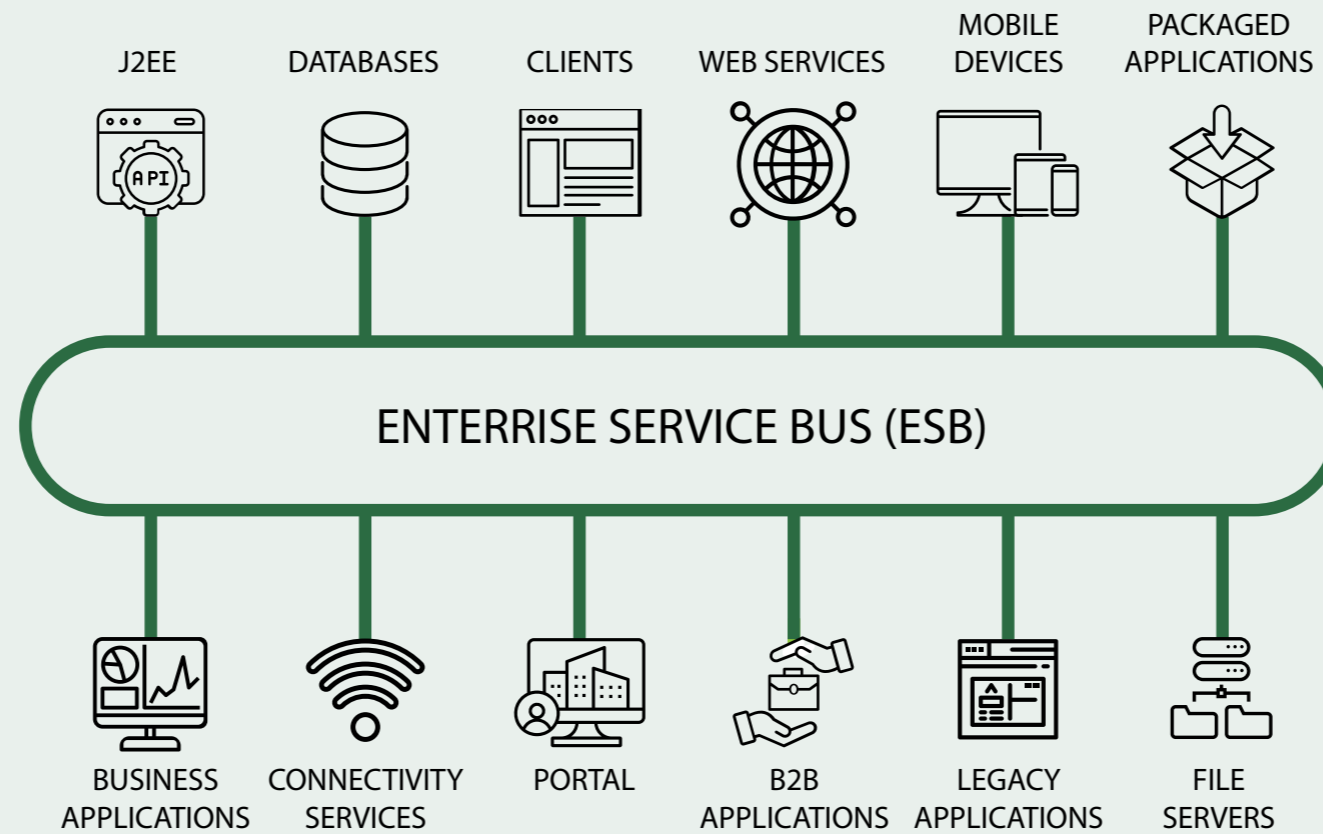 J2EE
DATABASES
CLIENTS
WEB SERVICES
MOBILE
DEVICES
PACKAGED
APPLICATIONS
API
ENTERRISE SERVICE BUS (ESB)
BUSINESS
APPLICATIONS
CONNECTIVITY
SERVICES
PORTAL
B2B
APPLICATIONS
LEGACY
APPLICATIONS
FILE
SERVERS